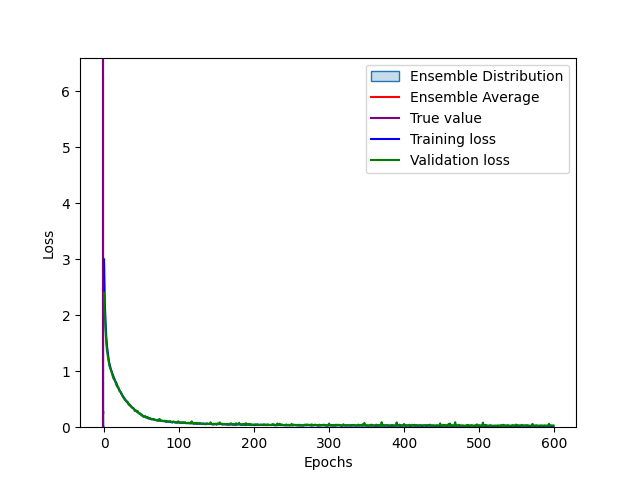 Ensemble Distribution
Ensemble Average
True value
Training loss
Validation loss
6
5
4
3
2
1
0
Loss
0 100 200 300 400 500 600
Epochs